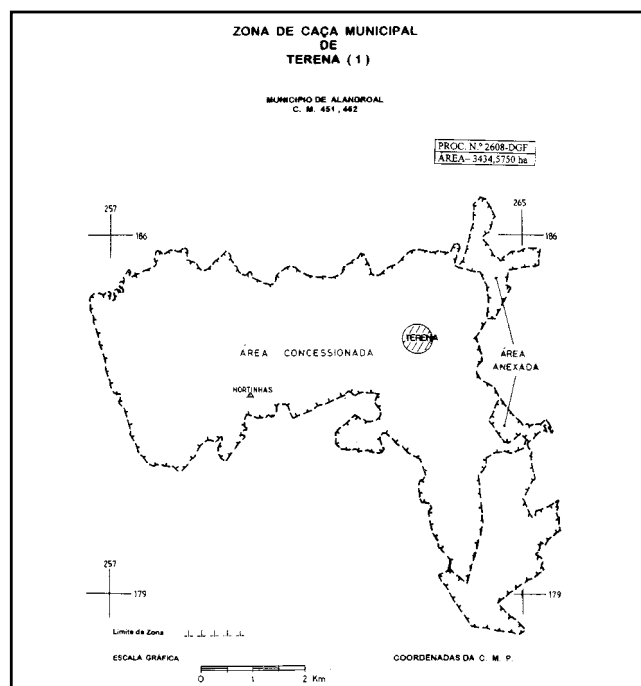 ZONA DE CAÇA MUNICIPAL
DE
TERENA (1)
MUNICIPIO DE ALANDROAL
C. M. 451, 462
PROC. N.º 2608-DGF
ÁREA– 3434,5750 ha
257
265
186
186
TERENA
ÁREA CONCESSIONADA
ÁREA
ANEXADA
HORTINHAS
257
179
179
Limite da Zona
ESCALA GRÁFICA
COORDENADAS DA C. M. P.
0 1 2 Km